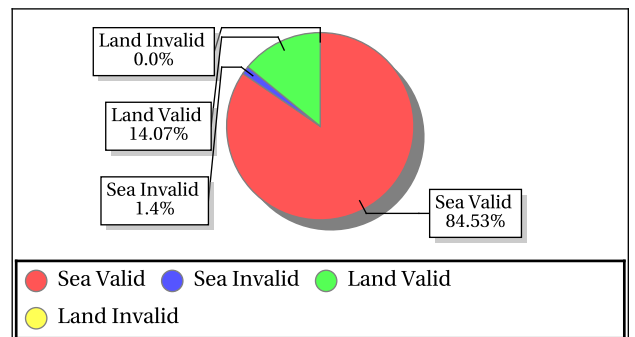 Land Invalid
0.0%
Land Valid
14.07%
Sea Invalid
1.4%
Sea Valid
84.53%
Sea Valid
Sea Invalid
Land Valid
Land Invalid